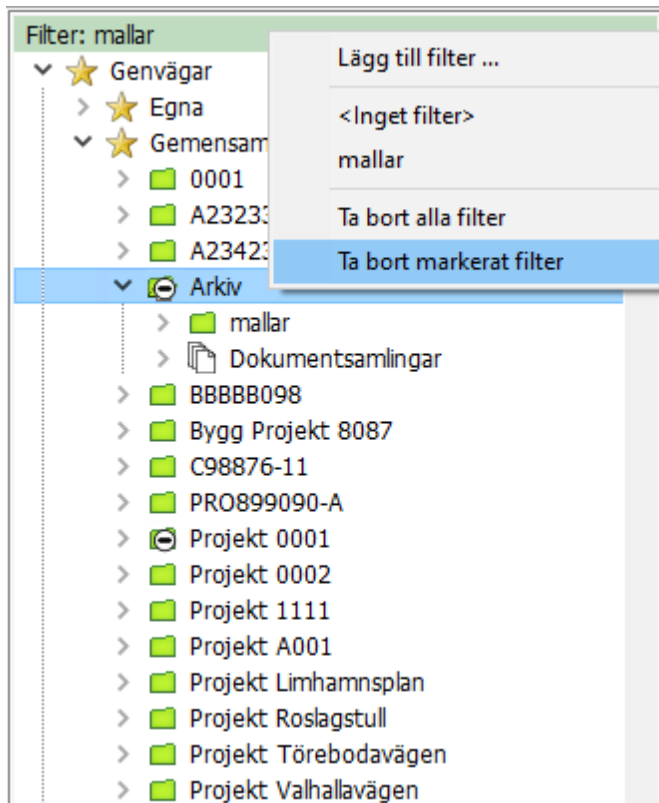 Filter: mallar
Lägg till filter ...
<Inget filter>
mallar
Ta bort alla filter
Ta bort markerat filter
Genvägar
Egna
Gemensam
0001
A23233
A23423
Arkiv
mallar
Dokumentsamlingar
BBBBB098
Bygg Projekt 8087
C98876-11
PRO899090-A
Projekt 0001
Projekt 0002
Projekt 1111
Projekt A001
Projekt Limhamnsplan
Projekt Roslagstull
Projekt Törebodavägen
Projekt Valhallavägen